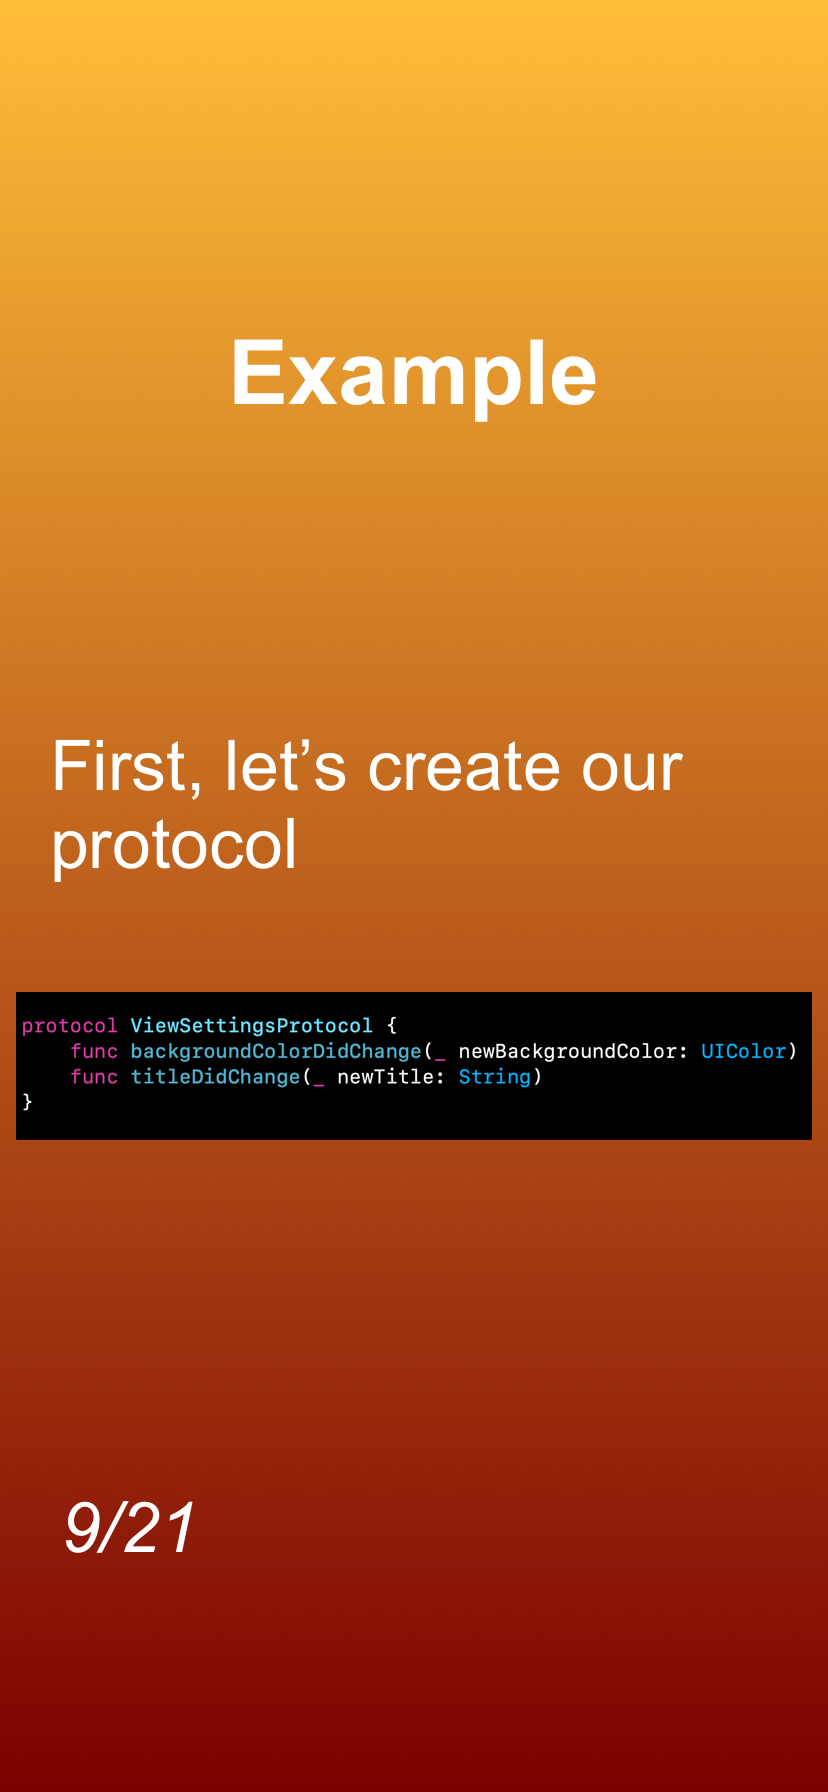 Example
First, let’s create our
protocol
protocol ViewSettingsProtocol {
    func backgroundColorDidChange(_ newBackgroundColor: UIColor)
    func titleDidChange(_ newTitle: String)
}
9/21